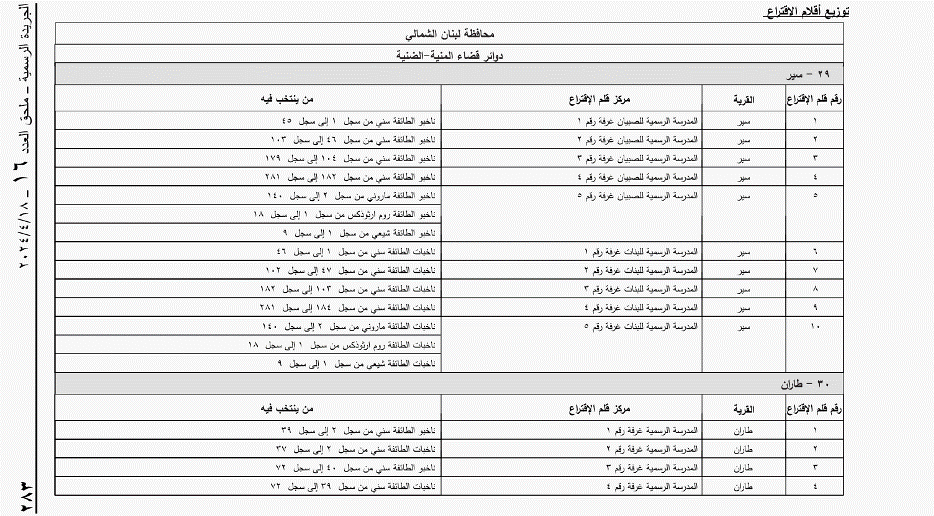 توزيع أقلام الإقتراع
محافظة لبنان الشمالي
دوائر قضاء المنية-الضنية
٢٩ - سير
رقم قلم الإقتراع القرية مركز قلم الإقتراع من ينتخب فيه
١ سير المدرسة الرسمية للصبيان غرفة رقم ١ ناخبو الطائفة سني من سجل ١ إلى سجل ٤٥
٢ سير المدرسة الرسمية للصبيان غرفة رقم ٢ ناخبو الطائفة سني من سجل ٤٦ إلى سجل ١٠٣
٣ سير المدرسة الرسمية للصبيان غرفة رقم ٣ ناخبو الطائفة سني من سجل ١٠٤ إلى سجل ١٧٩
٤ سير المدرسة الرسمية للصبيان غرفة رقم ٤ ناخبو الطائفة سني من سجل ١٨٢ إلى سجل ٢٨١
٥ سير المدرسة الرسمية للصبيان غرفة رقم ٥ ناخبو الطائفة ماروني من سجل ٢ إلى سجل ١٤٠
ناخبو الطائفة روم ارثوذكس من سجل ١ إلى سجل ١٨
ناخبو الطائفة شيعي من سجل ١ إلى سجل ٩
٦ سير المدرسة الرسمية للبنات غرفة رقم ١ ناخبات الطائفة سني من سجل ١ إلى سجل ٤٦
٧ سير المدرسة الرسمية للبنات غرفة رقم ٢ ناخبات الطائفة سني من سجل ٤٧ إلى سجل ١٠٢
٨ سير المدرسة الرسمية للبنات غرفة رقم ٣ ناخبات الطائفة سني من سجل ١٠٣ إلى سجل ١٨٢
٩ سير المدرسة الرسمية للبنات غرفة رقم ٤ ناخبات الطائفة سني من سجل ١٨٤ إلى سجل ٢٨١
١٠ سير المدرسة الرسمية للبنات غرفة رقم ٥ ناخبات الطائفة ماروني من سجل ٢ إلى سجل ١٤٠
ناخبات الطائفة روم ارثوذكس من سجل ١ إلى سجل ١٨
ناخبات الطائفة شيعي من سجل ١ إلى سجل ٩
٣٠ - طاران
رقم قلم الإقتراع القرية مركز قلم الإقتراع من ينتخب فيه
١ طاران المدرسة الرسمية غرفة رقم ١ ناخبو الطائفة سني من سجل ٢ إلى سجل ٣٩
٢ طاران المدرسة الرسمية غرفة رقم ٢ ناخبات الطائفة سني من سجل ٢ إلى سجل ٣٧
٣ طاران المدرسة الرسمية غرفة رقم ٣ ناخبو الطائفة سني من سجل ٤٠ إلى سجل ٧٢
٤ طاران المدرسة الرسمية غرفة رقم ٤ ناخبات الطائفة سني من سجل ٣٩ إلى سجل ٧٢
الجريدة الرسمية - ملحق العدد ١٦ - ٢٠٢٤/٤/١٨
٢٨٣